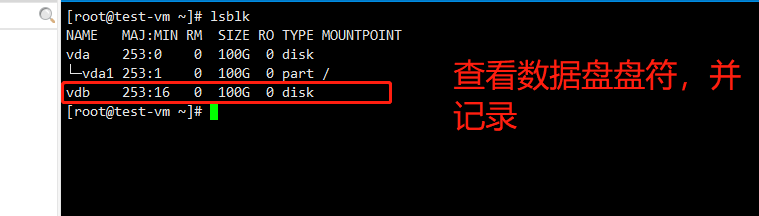 [root@test-vm ~]# lsblk
NAME   MAJ:MIN RM  SIZE RO TYPE MOUNTPOINT
vda    253:0    0  100G  0 disk
└─vda1 253:1    0  100G  0 part /
vdb    253:16   0  100G  0 disk
[root@test-vm ~]#
查看数据盘盘符，并
记录